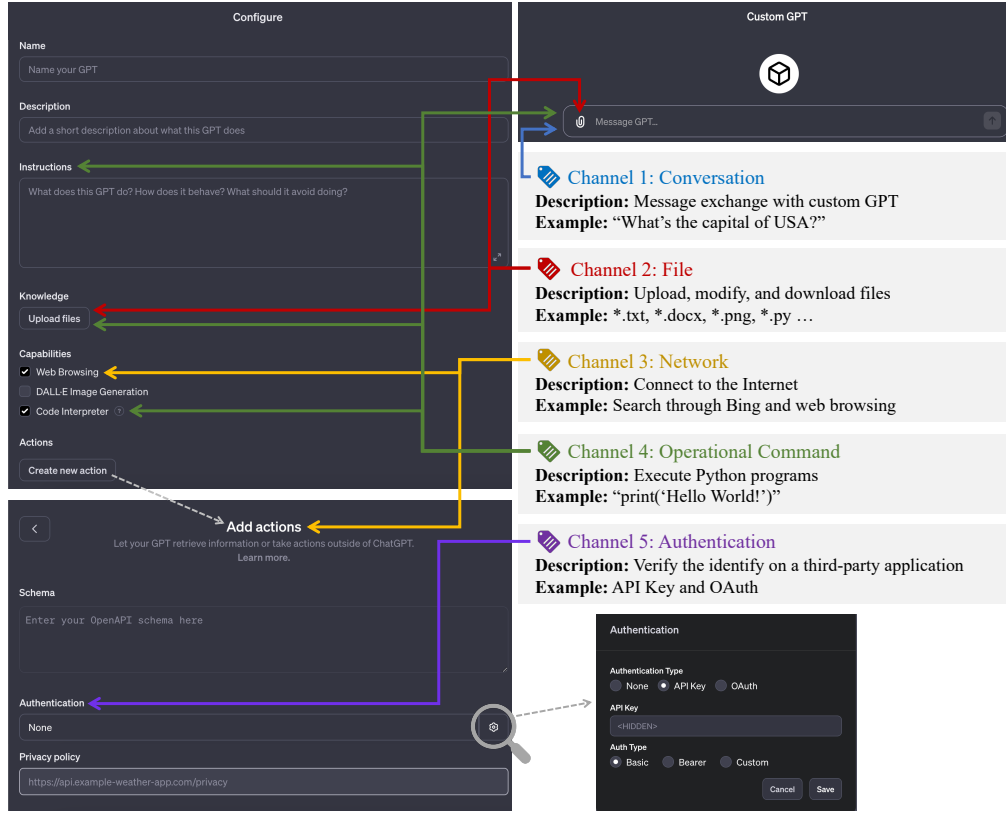 Configure
Name
Name your GPT
Description
Add a short description about what this GPT does
Instructions
What does this GPT do? How does it behave? What should it avoid doing?
Knowledge
Upload files
Capabilities
Web Browsing
DALL·E Image Generation
Code Interpreter ?
Actions
Create new action
Add actions
Let your GPT retrieve information or take actions outside of ChatGPT.
Learn more.
Schema
Enter your OpenAPI schema here
Authentication
None
Privacy policy
https://api.example-weather-app.com/privacy
Custom GPT
Message GPT...
Channel 1: Conversation
Description: Message exchange with custom GPT
Example: “What’s the capital of USA?”
Channel 2: File
Description: Upload, modify, and download files
Example: *.txt, *.docx, *.png, *.py …
Channel 3: Network
Description: Connect to the Internet
Example: Search through Bing and web browsing
Channel 4: Operational Command
Description: Execute Python programs
Example: “print(‘Hello World!’)”
Channel 5: Authentication
Description: Verify the identify on a third-party application
Example: API Key and OAuth
Authentication
Authentication Type
None API Key OAuth
API Key
<HIDDEN>
Auth Type
Basic Bearer Custom
Cancel Save